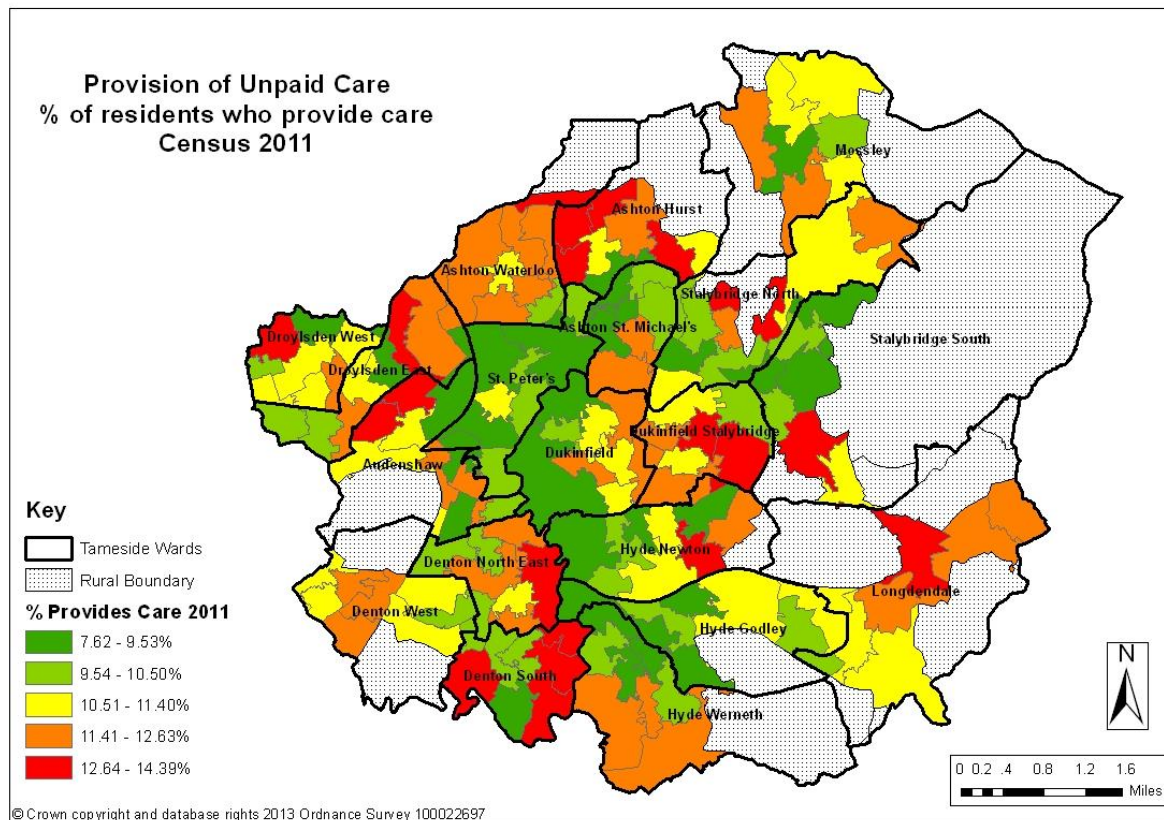 Provision of Unpaid Care
% of residents who provide care
Census 2011
Mossley
Ashton Hurst
Ashton Waterloo
Stalybridge North
Ashton St. Michael's
Droylsden West
Stalybridge South
Droylsden East
St. Peter's
Dukinfield Stalybridge
Dukinfield
Audenshaw
Hyde Newton
Denton North East
Longdendale
Denton West
Hyde Godley
Denton South
Hyde Werneth
Key
Tameside Wards
Rural Boundary
% Provides Care 2011
7.62 - 9.53%
9.54 - 10.50%
10.51 - 11.40%
11.41 - 12.63%
12.64 - 14.39%
N
0 0.2 .4 0.8 1.2 1.6
Miles
© Crown copyright and database rights 2013 Ordnance Survey 100022697